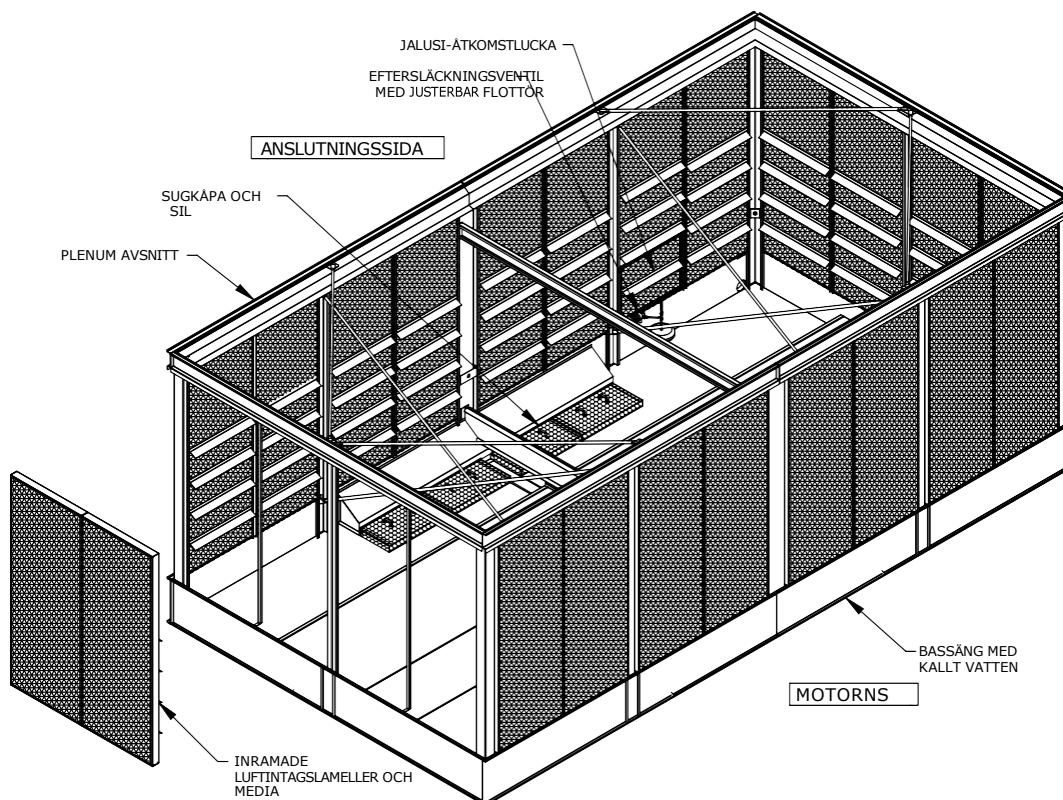 JALUSI-ÅTKOMSTLUCKA
EFTERSLÄCKNINGSVENTIL
MED JUSTERBAR FLOTTÖR
ANSLUTNINGSSIDA
SUGKÅPA OCH
SIL
PLENUM AVSNITT
BASSÄNG MED
KALLT VATTEN
MOTORNS
INRAMADE
LUFTINTAGSLAMELLER OCH
MEDIA